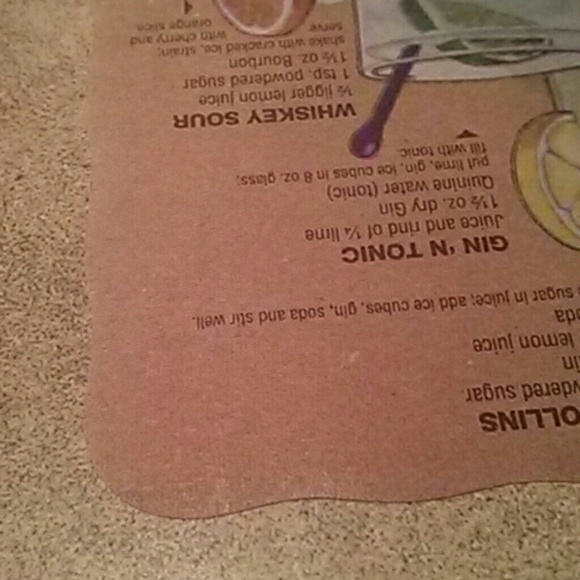 OLLINS
wdered sugar
in
lemon juice
oda
sugar in juice; add ice cubes, gin, soda and stir well.
GIN 'N TONIC
Juice and rind of ¼ lime
1½ oz. dry Gin
Quinine water (tonic)
put lime, gin, ice cubes in 8 oz. glass;
fill with tonic
WHISKEY SOUR
½ jigger lemon juice
1 tsp. powdered sugar
1½ oz. Bourbon
shake with cracked ice, strain;
serve with cherry and
orange slice